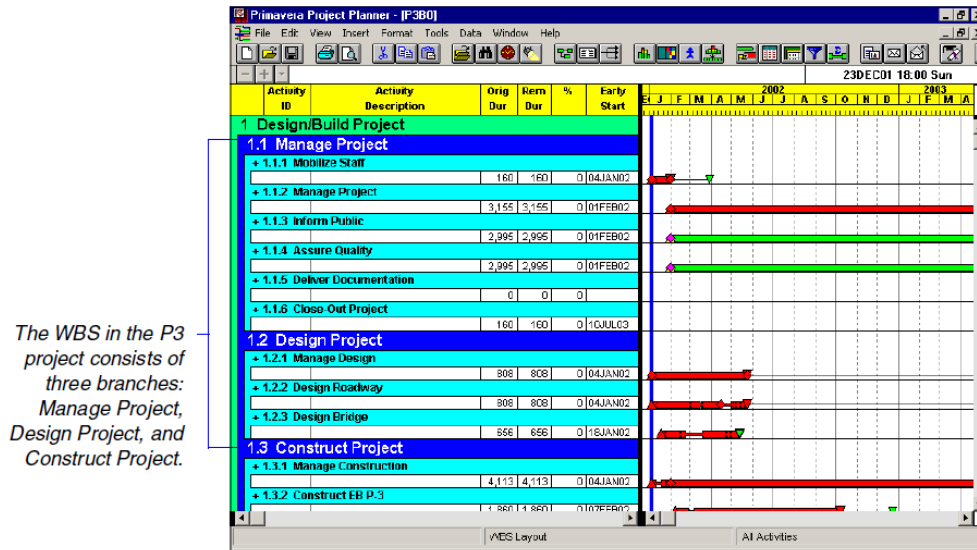 Primavera Project Planner - [P3B0]
File Edit View Insert Format Tools Data Window Help
23DEC01 18:00 Sun
Activity ID Activity Description Orig Dur Rem Dur % Early Start 2002 2003
J F M A M J J A S O N D J F M A
1 Design/Build Project
1.1 Manage Project
+ 1.1.1 Mobilize Staff
160 160 0 04JAN02
+ 1.1.2 Manage Project
3,155 3,155 0 01FEB02
+ 1.1.3 Inform Public
2,995 2,995 0 01FEB02
+ 1.1.4 Assure Quality
2,995 2,995 0 01FEB02
+ 1.1.5 Deliver Documentation
0 0 0
+ 1.1.6 Close-Out Project
160 160 0 10JUL03
1.2 Design Project
+ 1.2.1 Manage Design
808 808 0 04JAN02
+ 1.2.2 Design Roadway
808 808 0 04JAN02
+ 1.2.3 Design Bridge
656 656 0 18JAN02
1.3 Construct Project
+ 1.3.1 Manage Construction
4,113 4,113 0 04JAN02
+ 1.3.2 Construct EB P-3
1,860 1,860 0 07FEB02
WBS Layout All Activities
The WBS in the P3
project consists of
three branches:
Manage Project,
Design Project, and
Construct Project.